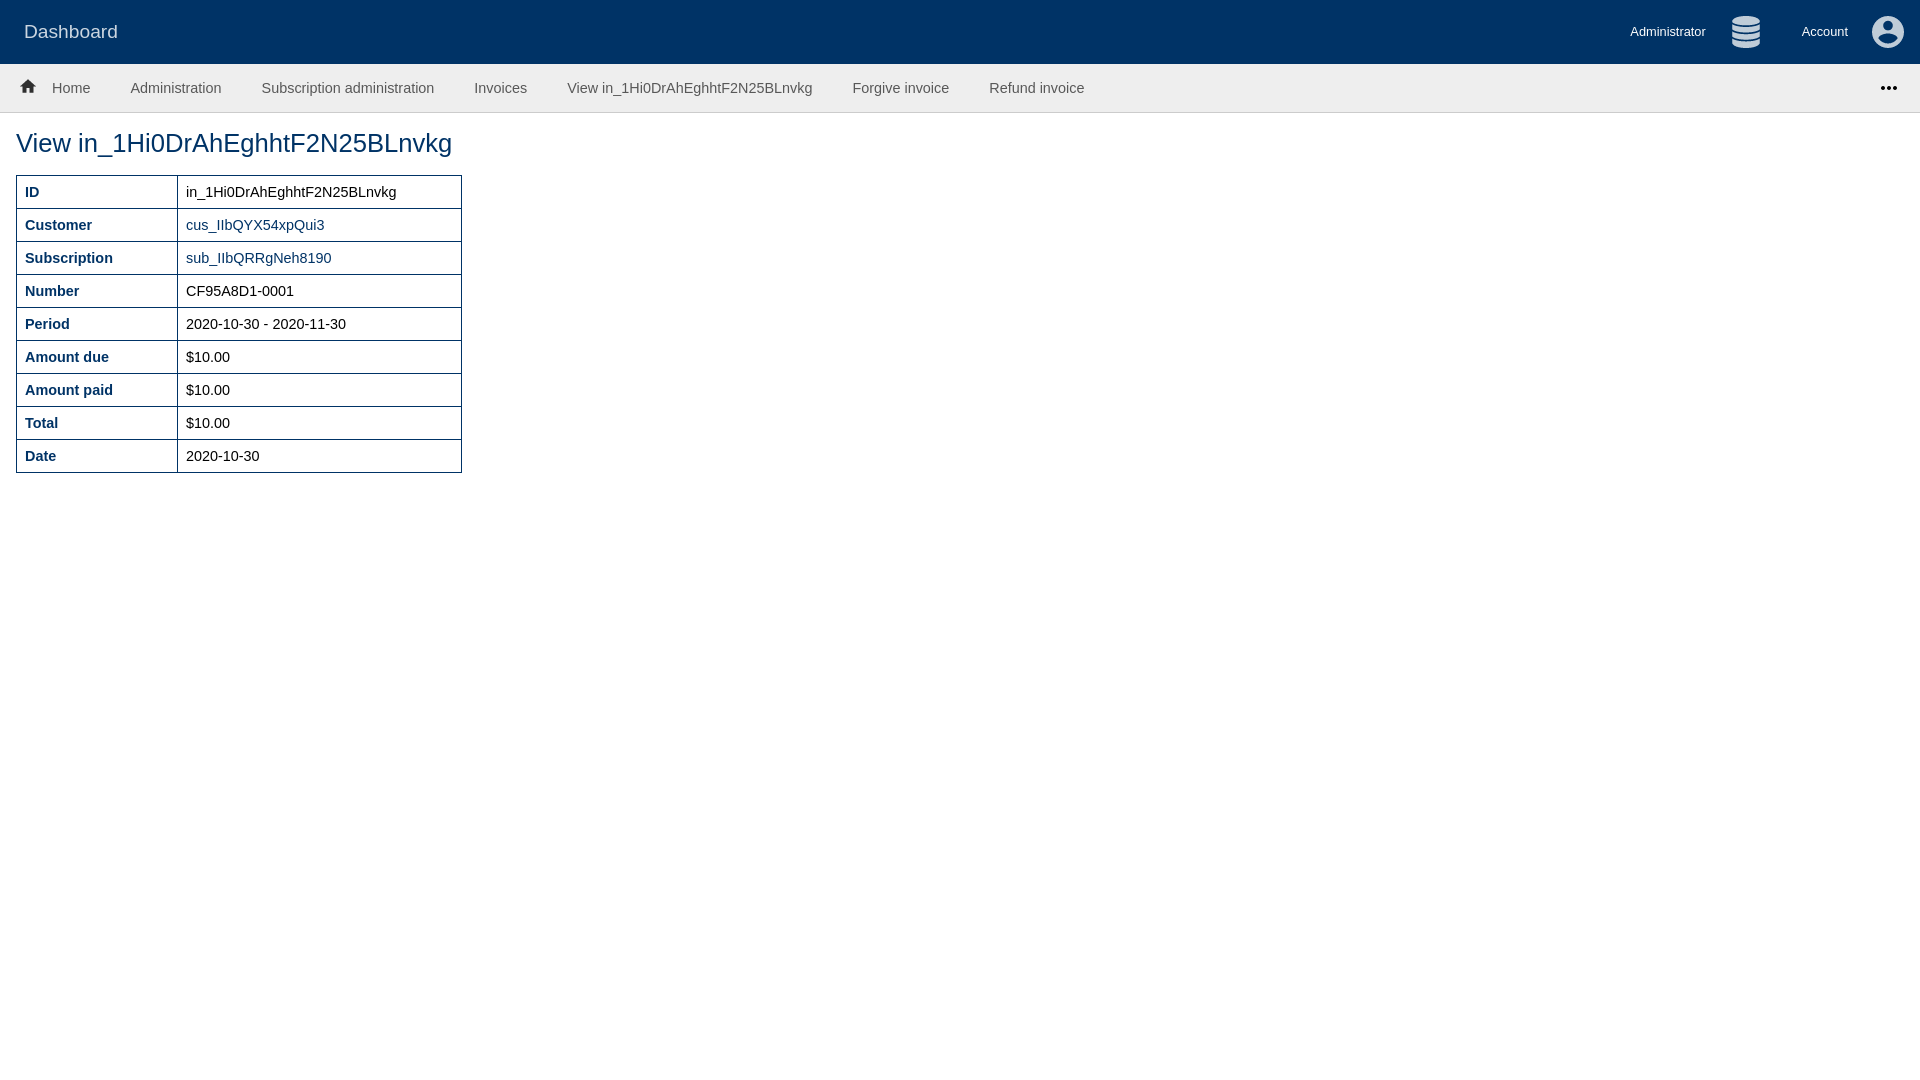 Dashboard
Administrator
Account
Home
Administration
Subscription administration
Invoices
View in_1Hi0DrAhEghhtF2N25BLnvkg
Forgive invoice
Refund invoice
View in_1Hi0DrAhEghhtF2N25BLnvkg
ID in_1Hi0DrAhEghhtF2N25BLnvkg
Customer cus_IIbQYX54xpQui3
Subscription sub_IIbQRRgNeh8190
Number CF95A8D1-0001
Period 2020-10-30 - 2020-11-30
Amount due $10.00
Amount paid $10.00
Total $10.00
Date 2020-10-30